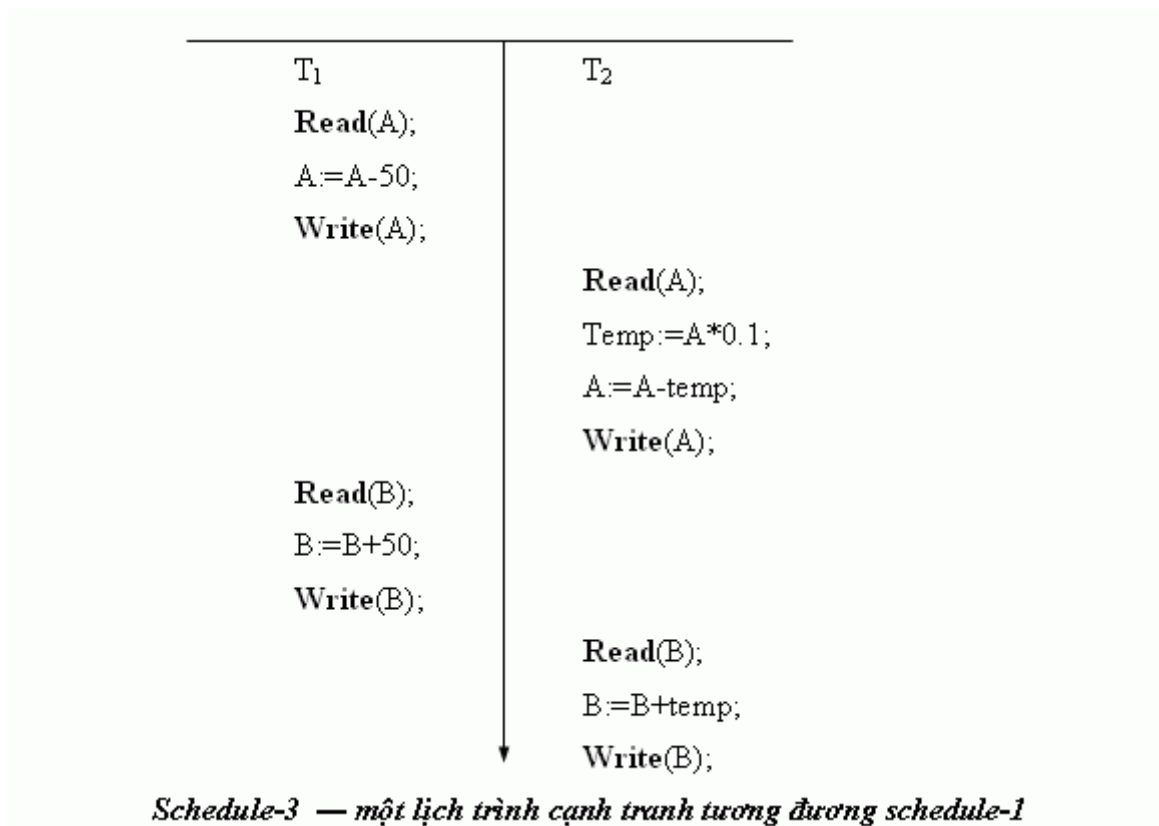 T₁ T₂
Read(A);
A:=A-50;
Write(A);
Read(A);
Temp:=A*0.1;
A:=A-temp;
Write(A);
Read(B);
B:=B+50;
Write(B);
Read(B);
B:=B+temp;
Write(B);
Schedule-3 — một lịch trình cạnh tranh tương đương schedule-1